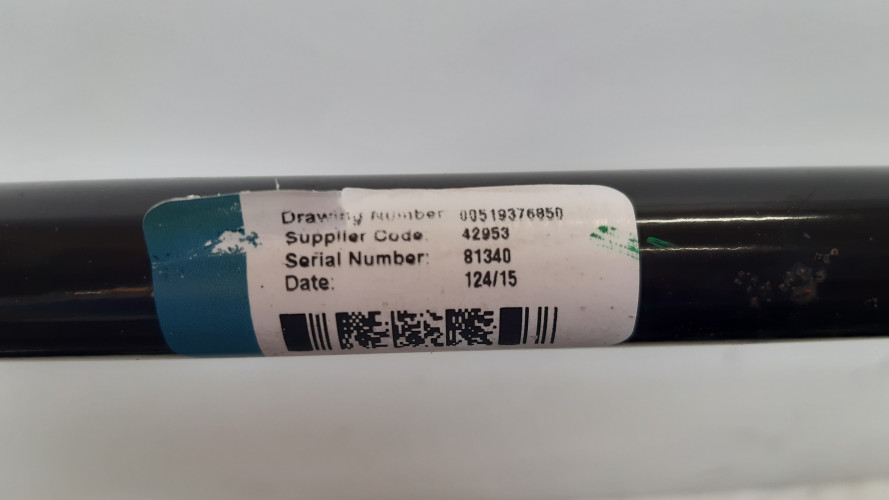 Drawing Number 00519376850
Supplier Code: 42953
Serial Number: 81340
Date: 124/15